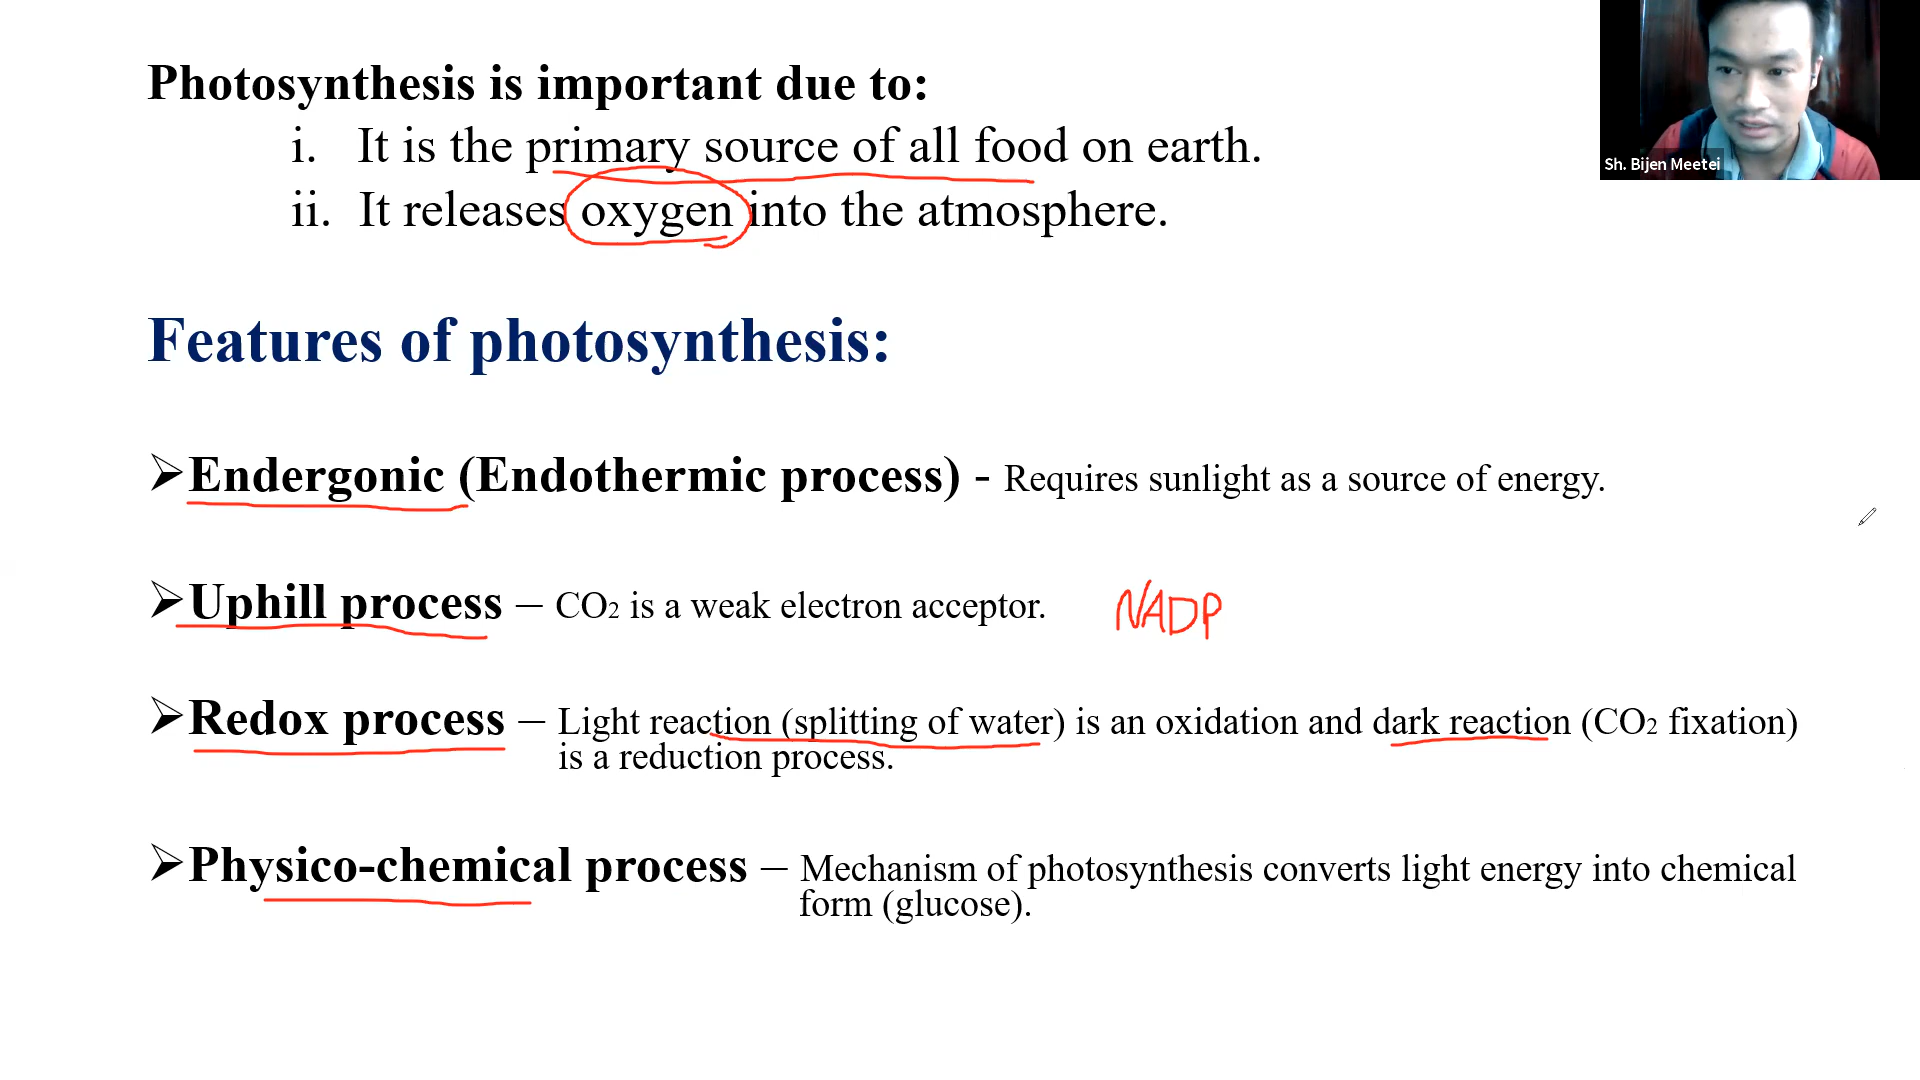 Photosynthesis is important due to:
i. It is the primary source of all food on earth.
ii. It releases oxygen into the atmosphere.
Sh. Bijen Meetei
Features of photosynthesis:
➤Endergonic (Endothermic process) - Requires sunlight as a source of energy.
➤Uphill process – CO2 is a weak electron acceptor. NADP
➤Redox process – Light reaction (splitting of water) is an oxidation and dark reaction (CO2 fixation)
is a reduction process.
➤Physico-chemical process – Mechanism of photosynthesis converts light energy into chemical
form (glucose).